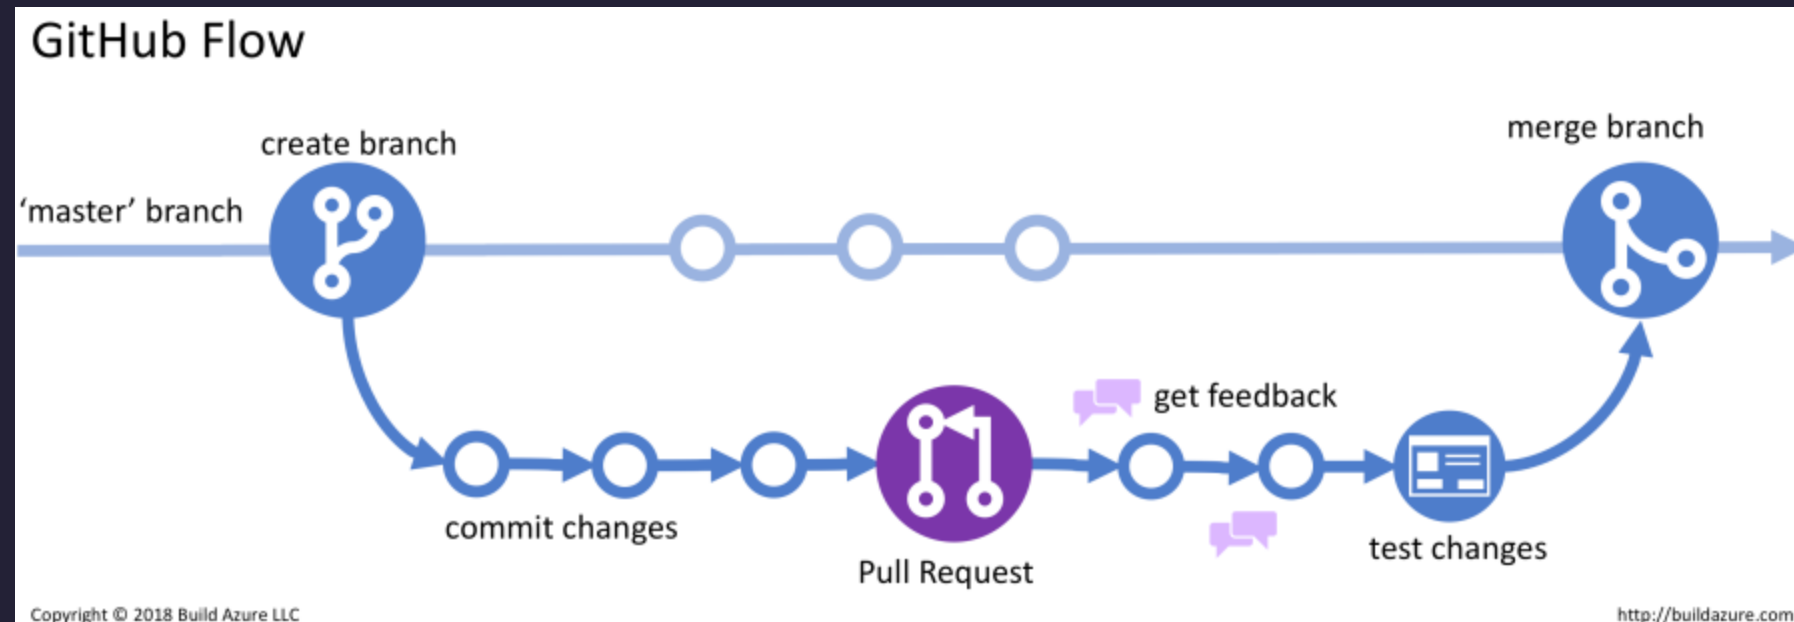 GitHub Flow
create branch
merge branch
‘master’ branch
get feedback
commit changes
Pull Request
test changes
Copyright © 2018 Build Azure LLC
http://buildazure.com